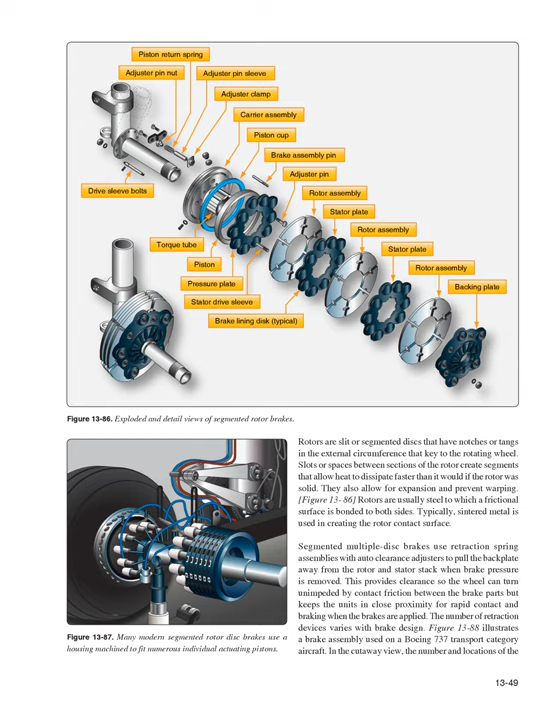 Piston return spring
Adjuster pin nut
Adjuster pin sleeve
Adjuster clamp
Carrier assembly
Piston cup
Brake assembly pin
Adjuster pin
Drive sleeve bolts
Rotor assembly
Stator plate
Rotor assembly
Torque tube
Stator plate
Piston
Rotor assembly
Pressure plate
Backing plate
Stator drive sleeve
Brake lining disk (typical)
Figure 13-86. Exploded and detail views of segmented rotor brakes.
Figure 13-87. Many modern segmented rotor disc brakes use a
housing machined to fit numerous individual actuating pistons.
Rotors are slit or segmented discs that have notches or tangs
in the external circumference that key to the rotating wheel.
Slots or spaces between sections of the rotor create segments
that allow heat to dissipate faster than it would if the rotor was
solid. They also allow for expansion and prevent warping.
[Figure 13- 86] Rotors are usually steel to which a frictional
surface is bonded to both sides. Typically, sintered metal is
used in creating the rotor contact surface.
Segmented multiple-disc brakes use retraction spring
assemblies with auto clearance adjusters to pull the backplate
away from the rotor and stator stack when brake pressure
is removed. This provides clearance so the wheel can turn
unimpeded by contact friction between the brake parts but
keeps the units in close proximity for rapid contact and
braking when the brakes are applied. The number of retraction
devices varies with brake design. Figure 13-88 illustrates
a brake assembly used on a Boeing 737 transport category
aircraft. In the cutaway view, the number and locations of the
13-49